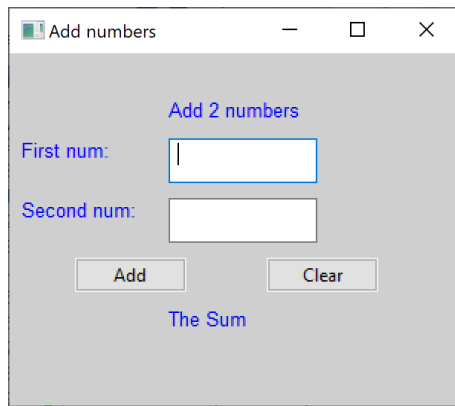 Add numbers
Add 2 numbers
First num:
Second num:
Add Clear
The Sum